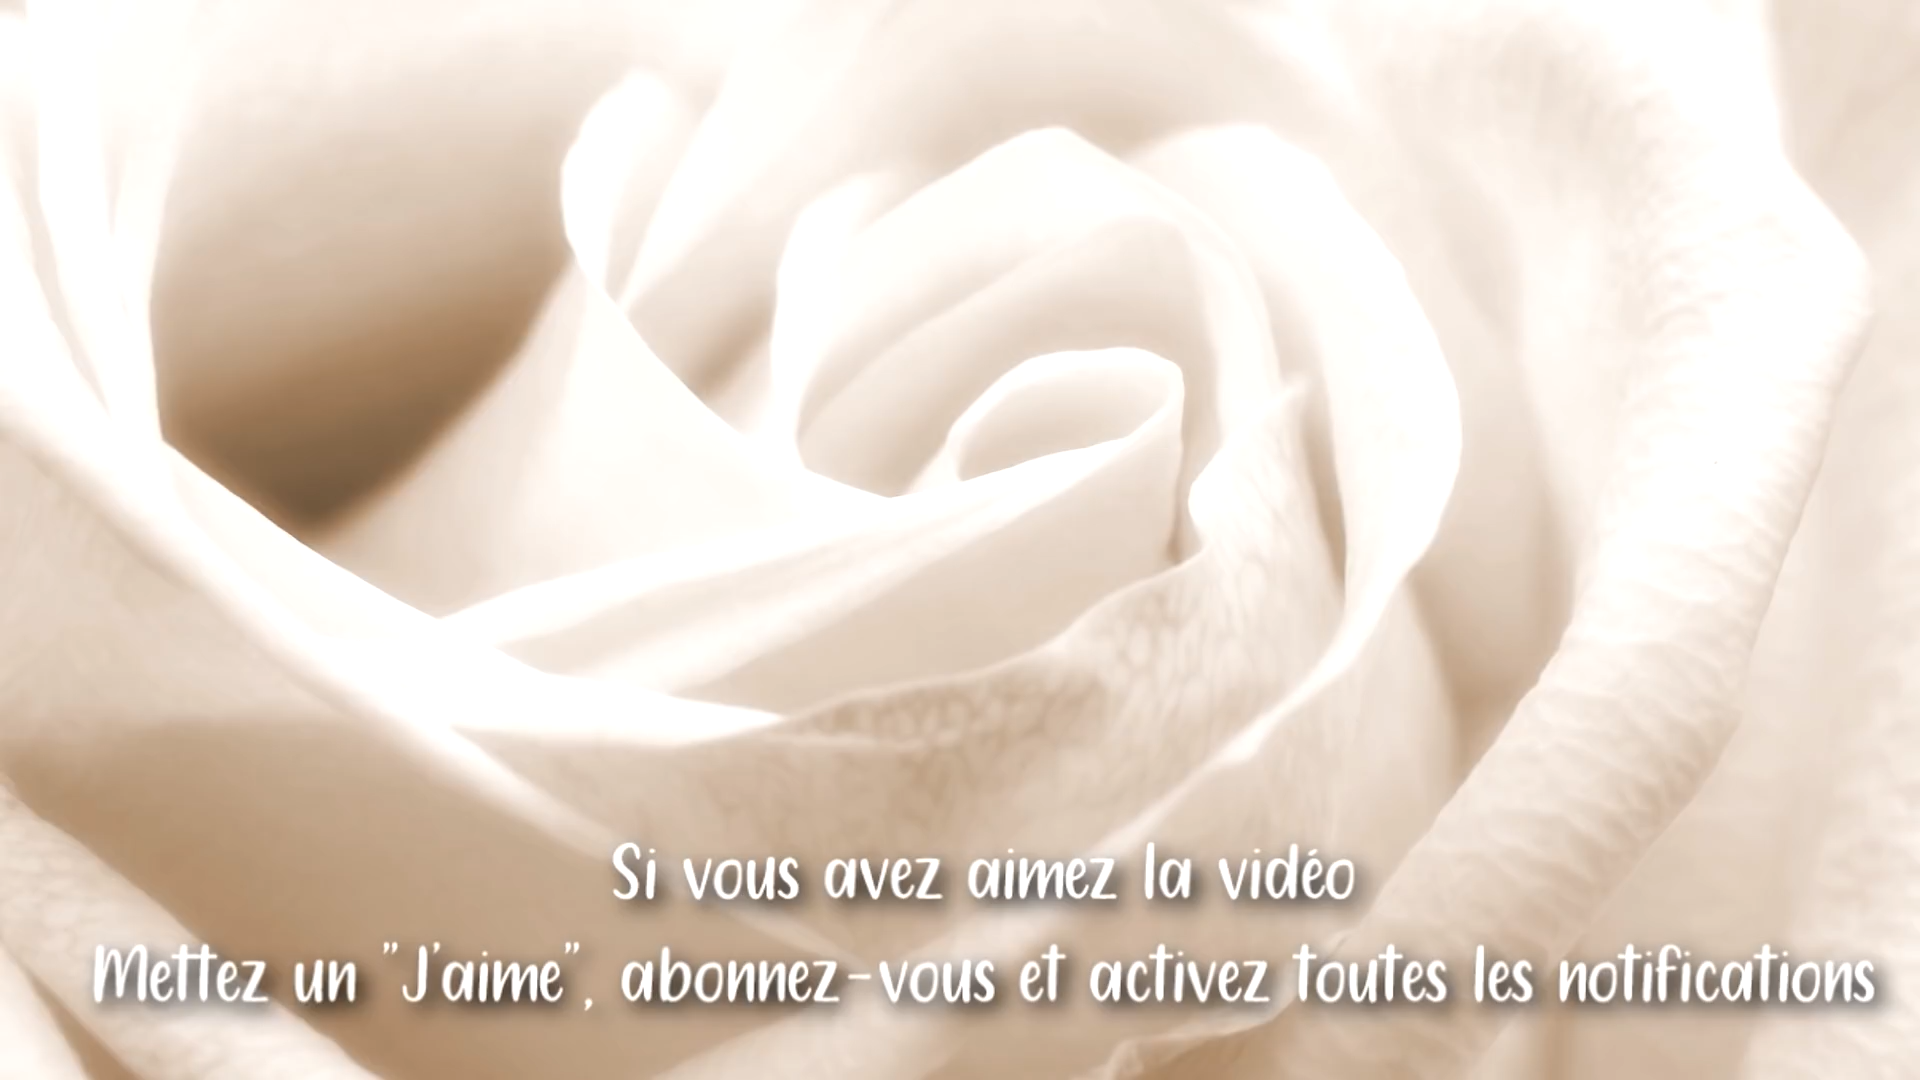 Si vous avez aimez la vidéo
Mettez un "J'aime", abonnez-vous et activez toutes les notifications